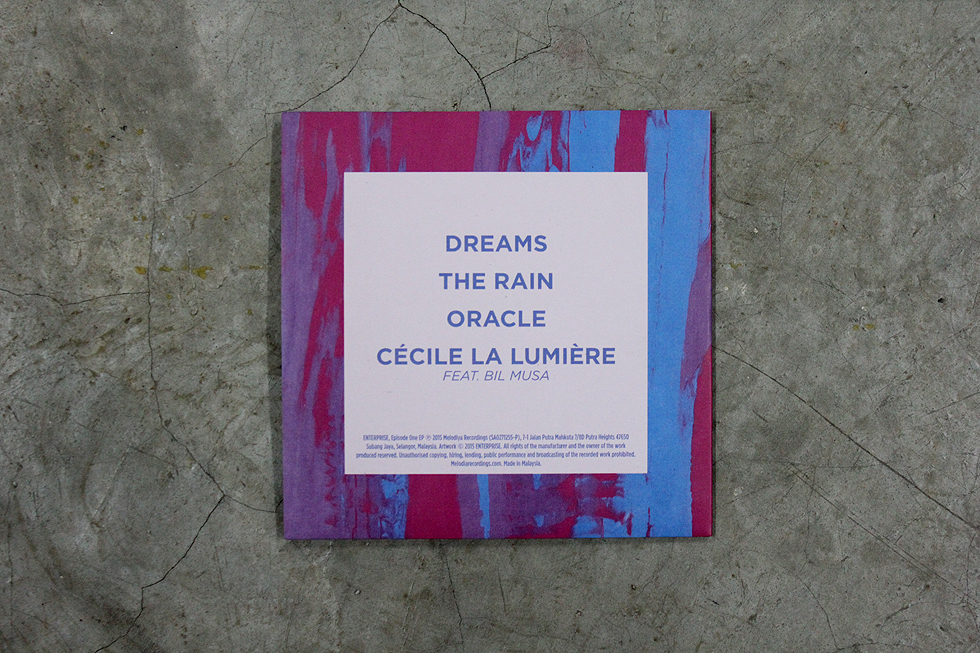 DREAMS
THE RAIN
ORACLE
CÉCILE LA LUMIÈRE
FEAT. BIL MUSA
ENTERPRISE, Episode One EP ℗ 2015 Melodiya Recordings (SA0271255-P), 7-1 Jalan Putra Mahkota 7/8D Putra Heights 47650
Subang Jaya, Selangor, Malaysia. Artwork © 2015 ENTERPRISE. All rights of the manufacturer and the owner of the work
produced reserved. Unauthorised copying, hiring, lending, public performance and broadcasting of the recorded work prohibited.
Melodiarecordings.com. Made in Malaysia.